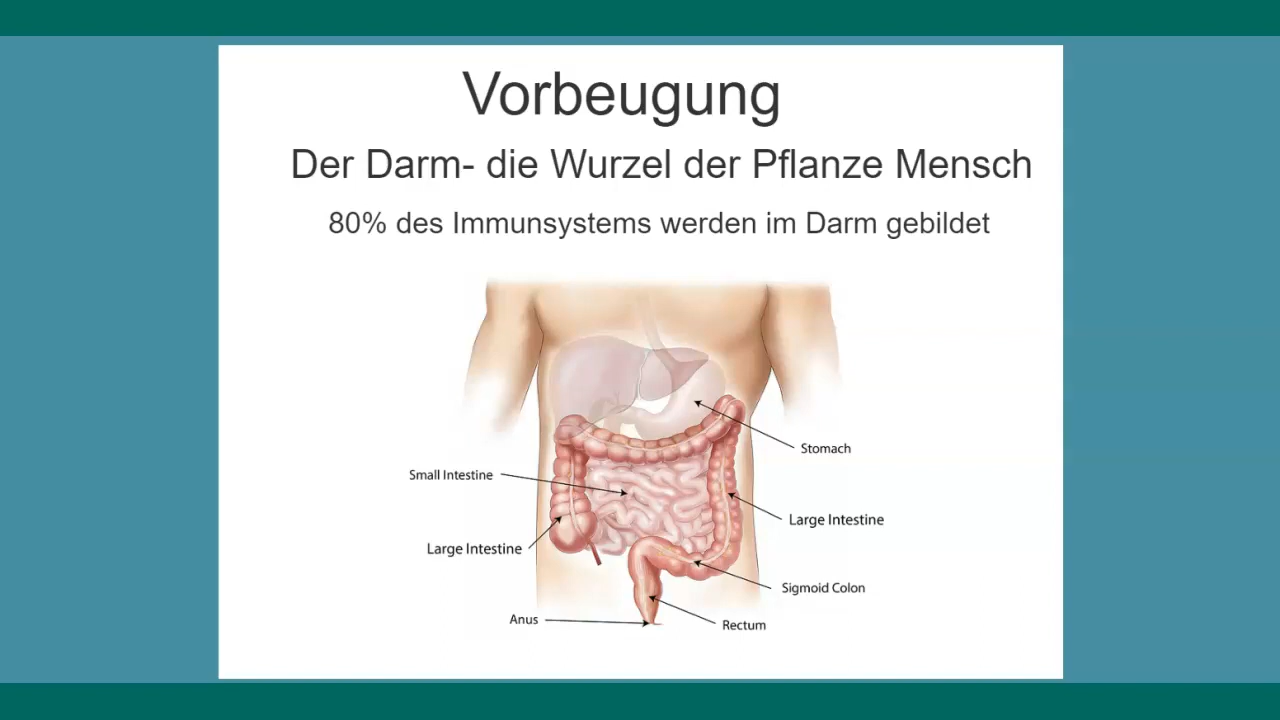 Vorbeugung
Der Darm- die Wurzel der Pflanze Mensch
80% des Immunsystems werden im Darm gebildet
Stomach
Small Intestine
Large Intestine
Large Intestine
Sigmoid Colon
Anus
Rectum